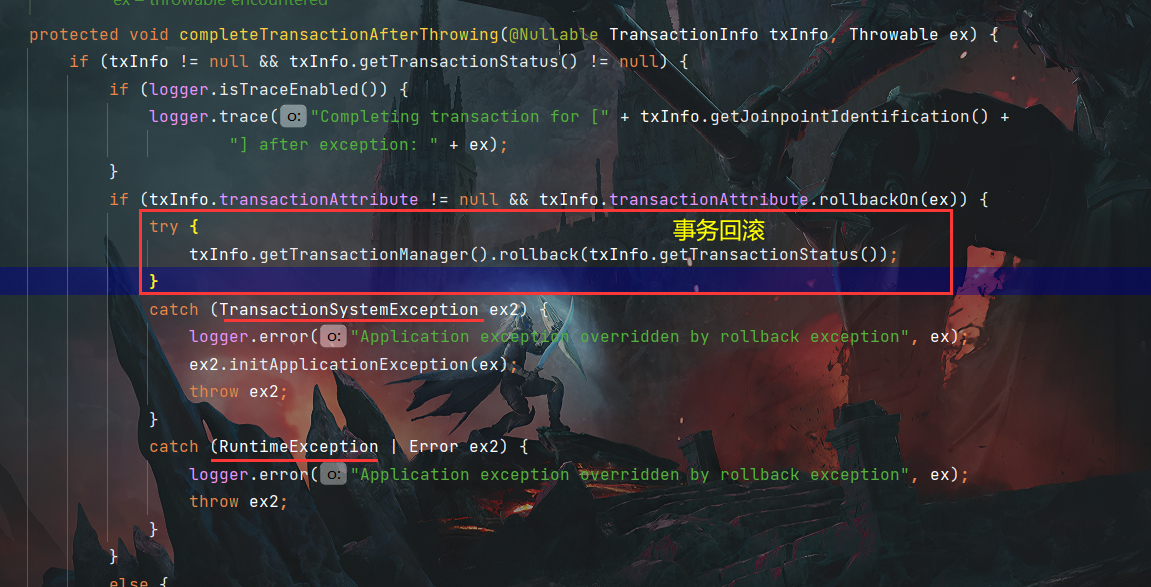 ex – throwable encountered
protected void completeTransactionAfterThrowing(@Nullable TransactionInfo txInfo, Throwable ex) {
if (txInfo != null && txInfo.getTransactionStatus() != null) {
if (logger.isTraceEnabled()) {
logger.trace( o: "Completing transaction for [" + txInfo.getJoinpointIdentification() +
"] after exception: " + ex);
}
if (txInfo.transactionAttribute != null && txInfo.transactionAttribute.rollbackOn(ex)) {
try {
事务回滚
txInfo.getTransactionManager().rollback(txInfo.getTransactionStatus());
}
catch (TransactionSystemException ex2) {
logger.error( o: "Application exception overridden by rollback exception", ex);
ex2.initApplicationException(ex);
throw ex2;
}
catch (RuntimeException | Error ex2) {
logger.error( o: "Application exception overridden by rollback exception", ex);
throw ex2;
}
}
else {